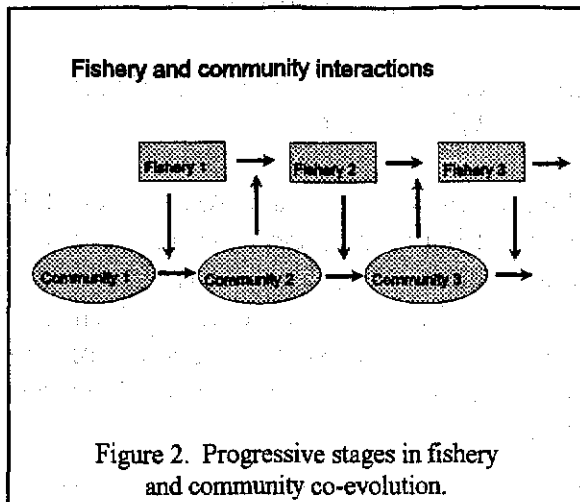 Fishery and community interactions
Fishery 1
Fishery 2
Fishery 3
Community 1
Community 2
Community 3
Figure 2. Progressive stages in fishery
and community co-evolution.